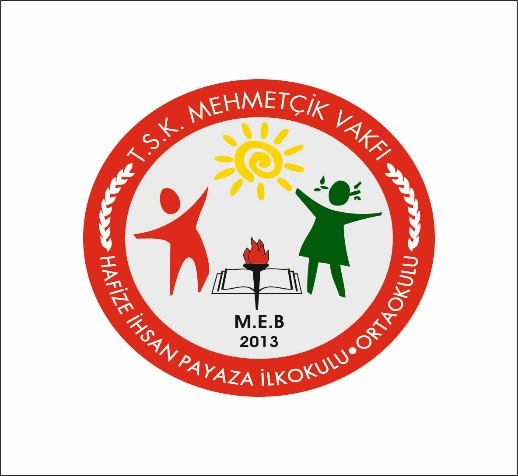 T.S.K. MEHMETÇİK VAKFI
M.E.B
2013
HAFİZE İHSAN PAYAZA İLKOKULU•ORTAOKULU